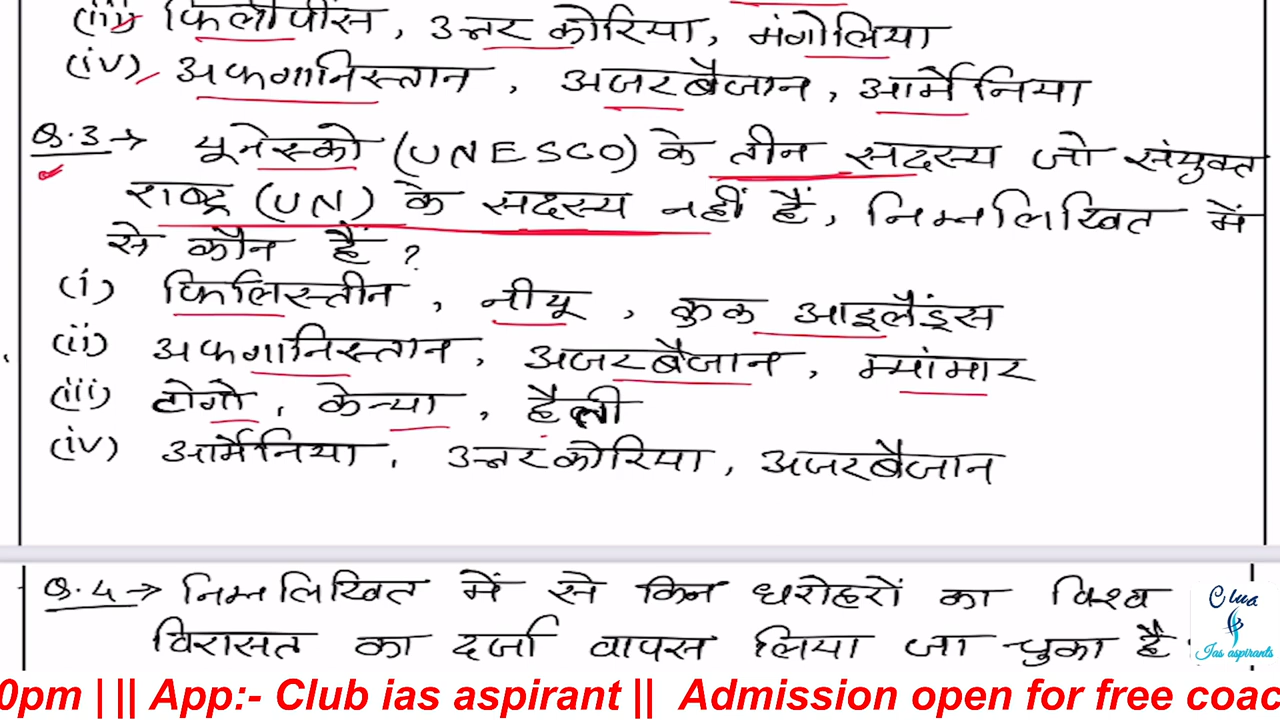 (iii) फिलीपींस, उत्तर कोरिया, मंगोलिया
(iv) अफगानिस्तान, अजरबैजान, आर्मेनिया
Q.3→ यूनेस्को (UNESCO) के तीन सदस्य जो संयुक्त
राष्ट्र (UN) के सदस्य नहीं हैं, निम्नलिखित में
से कौन हैं ?
(i) फिलिस्तीन, नीयू, कुक आइलैंड्स
(ii) अफगानिस्तान, अजरबैजान, म्यांमार
(iii) टोगो, केन्या, हैती
(iv) आर्मेनिया, उत्तर कोरिया, अजरबैजान
Q.4→ निम्नलिखित में से किन धरोहरों का विश्व
विरासत का दर्जा वापस लिया जा चुका है
Club
Ias aspirants
0pm | || App:- Club ias aspirant || Admission open for free coac